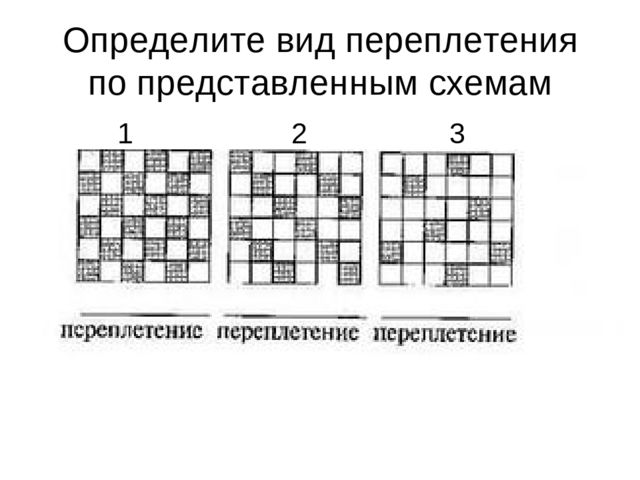 Определите вид переплетения
по представленным схемам
1 2 3
переплетение переплетение переплетение